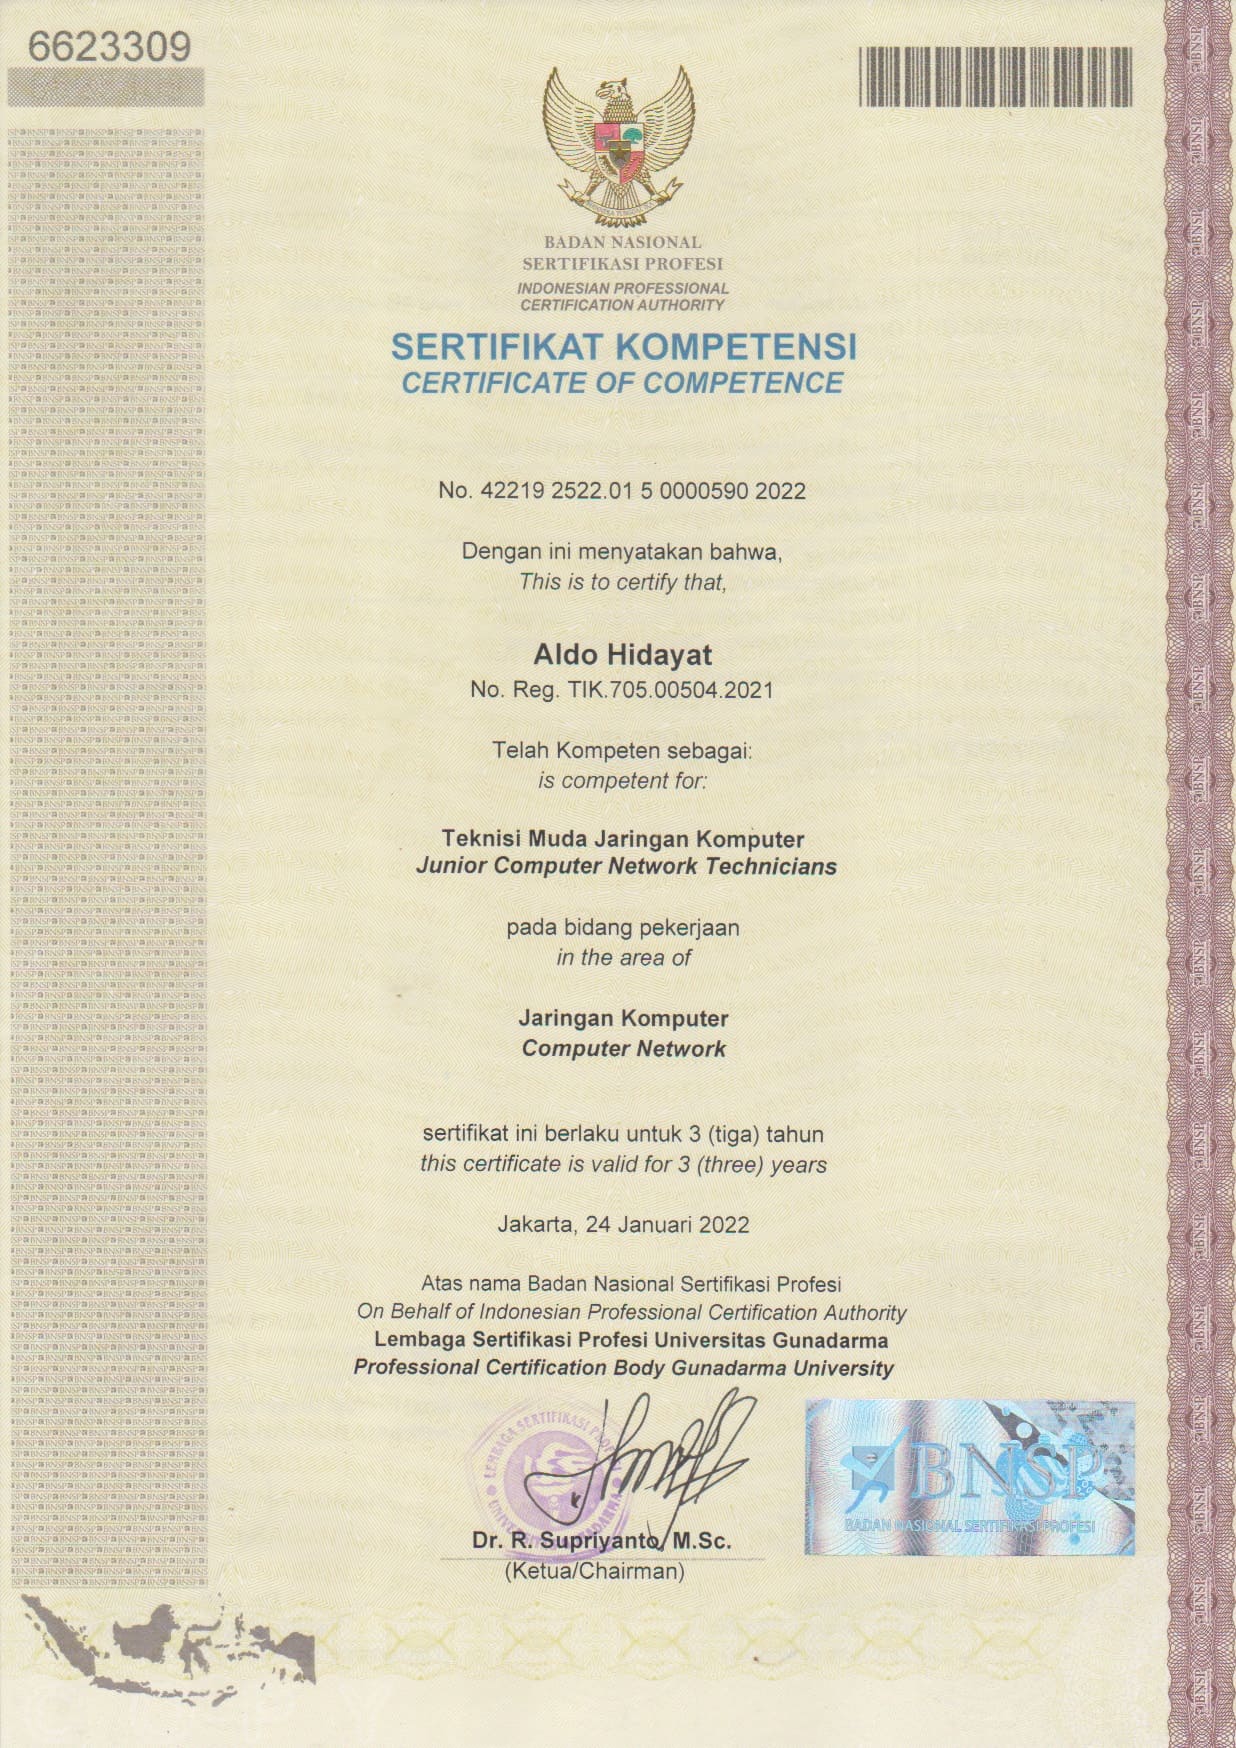 6623309
BADAN NASIONAL
SERTIFIKASI PROFESI
INDONESIAN PROFESSIONAL
CERTIFICATION AUTHORITY
SERTIFIKAT KOMPETENSI
CERTIFICATE OF COMPETENCE
No. 42219 2522.01 5 0000590 2022
Dengan ini menyatakan bahwa,
This is to certify that,
Aldo Hidayat
No. Reg. TIK.705.00504.2021
Telah Kompeten sebagai:
is competent for:
Teknisi Muda Jaringan Komputer
Junior Computer Network Technicians
pada bidang pekerjaan
in the area of
Jaringan Komputer
Computer Network
sertifikat ini berlaku untuk 3 (tiga) tahun
this certificate is valid for 3 (three) years
Jakarta, 24 Januari 2022
Atas nama Badan Nasional Sertifikasi Profesi
On Behalf of Indonesian Professional Certification Authority
Lembaga Sertifikasi Profesi Universitas Gunadarma
Professional Certification Body Gunadarma University
LEMBAGA SERTIFIKASI
BNSP
BADAN NASIONAL SERTIFIKASI PROFESI
Dr. R. Supriyanto, M.Sc.
(Ketua/Chairman)